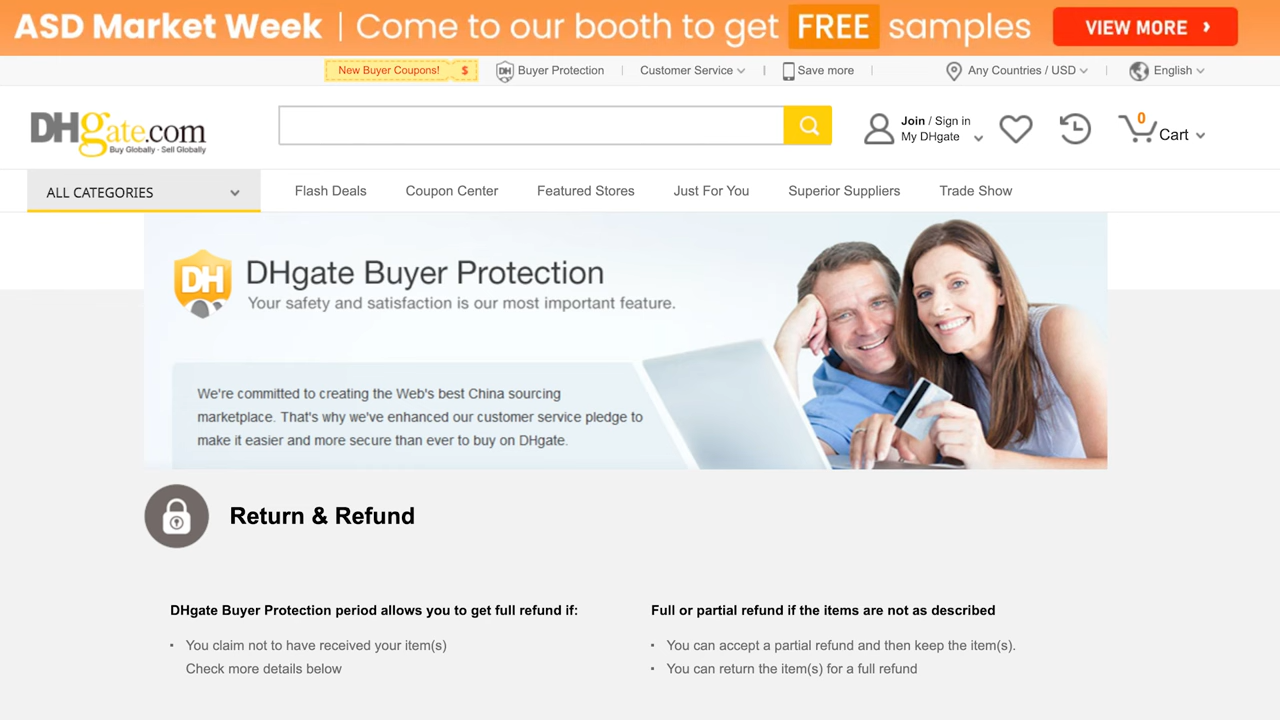 ASD Market Week | Come to our booth to get FREE samples VIEW MORE
New Buyer Coupons! $ DH Buyer Protection | Customer Service | Save more | Any Countries / USD | English
DHgate.com
Buy Globally · Sell Globally
Join / Sign in
My DHgate
0
Cart
ALL CATEGORIES Flash Deals Coupon Center Featured Stores Just For You Superior Suppliers Trade Show
DH DHgate Buyer Protection
Your safety and satisfaction is our most important feature.
We're committed to creating the Web's best China sourcing
marketplace. That's why we've enhanced our customer service pledge to
make it easier and more secure than ever to buy on DHgate.
Return & Refund
DHgate Buyer Protection period allows you to get full refund if:
• You claim not to have received your item(s)
Check more details below
Full or partial refund if the items are not as described
• You can accept a partial refund and then keep the item(s).
• You can return the item(s) for a full refund